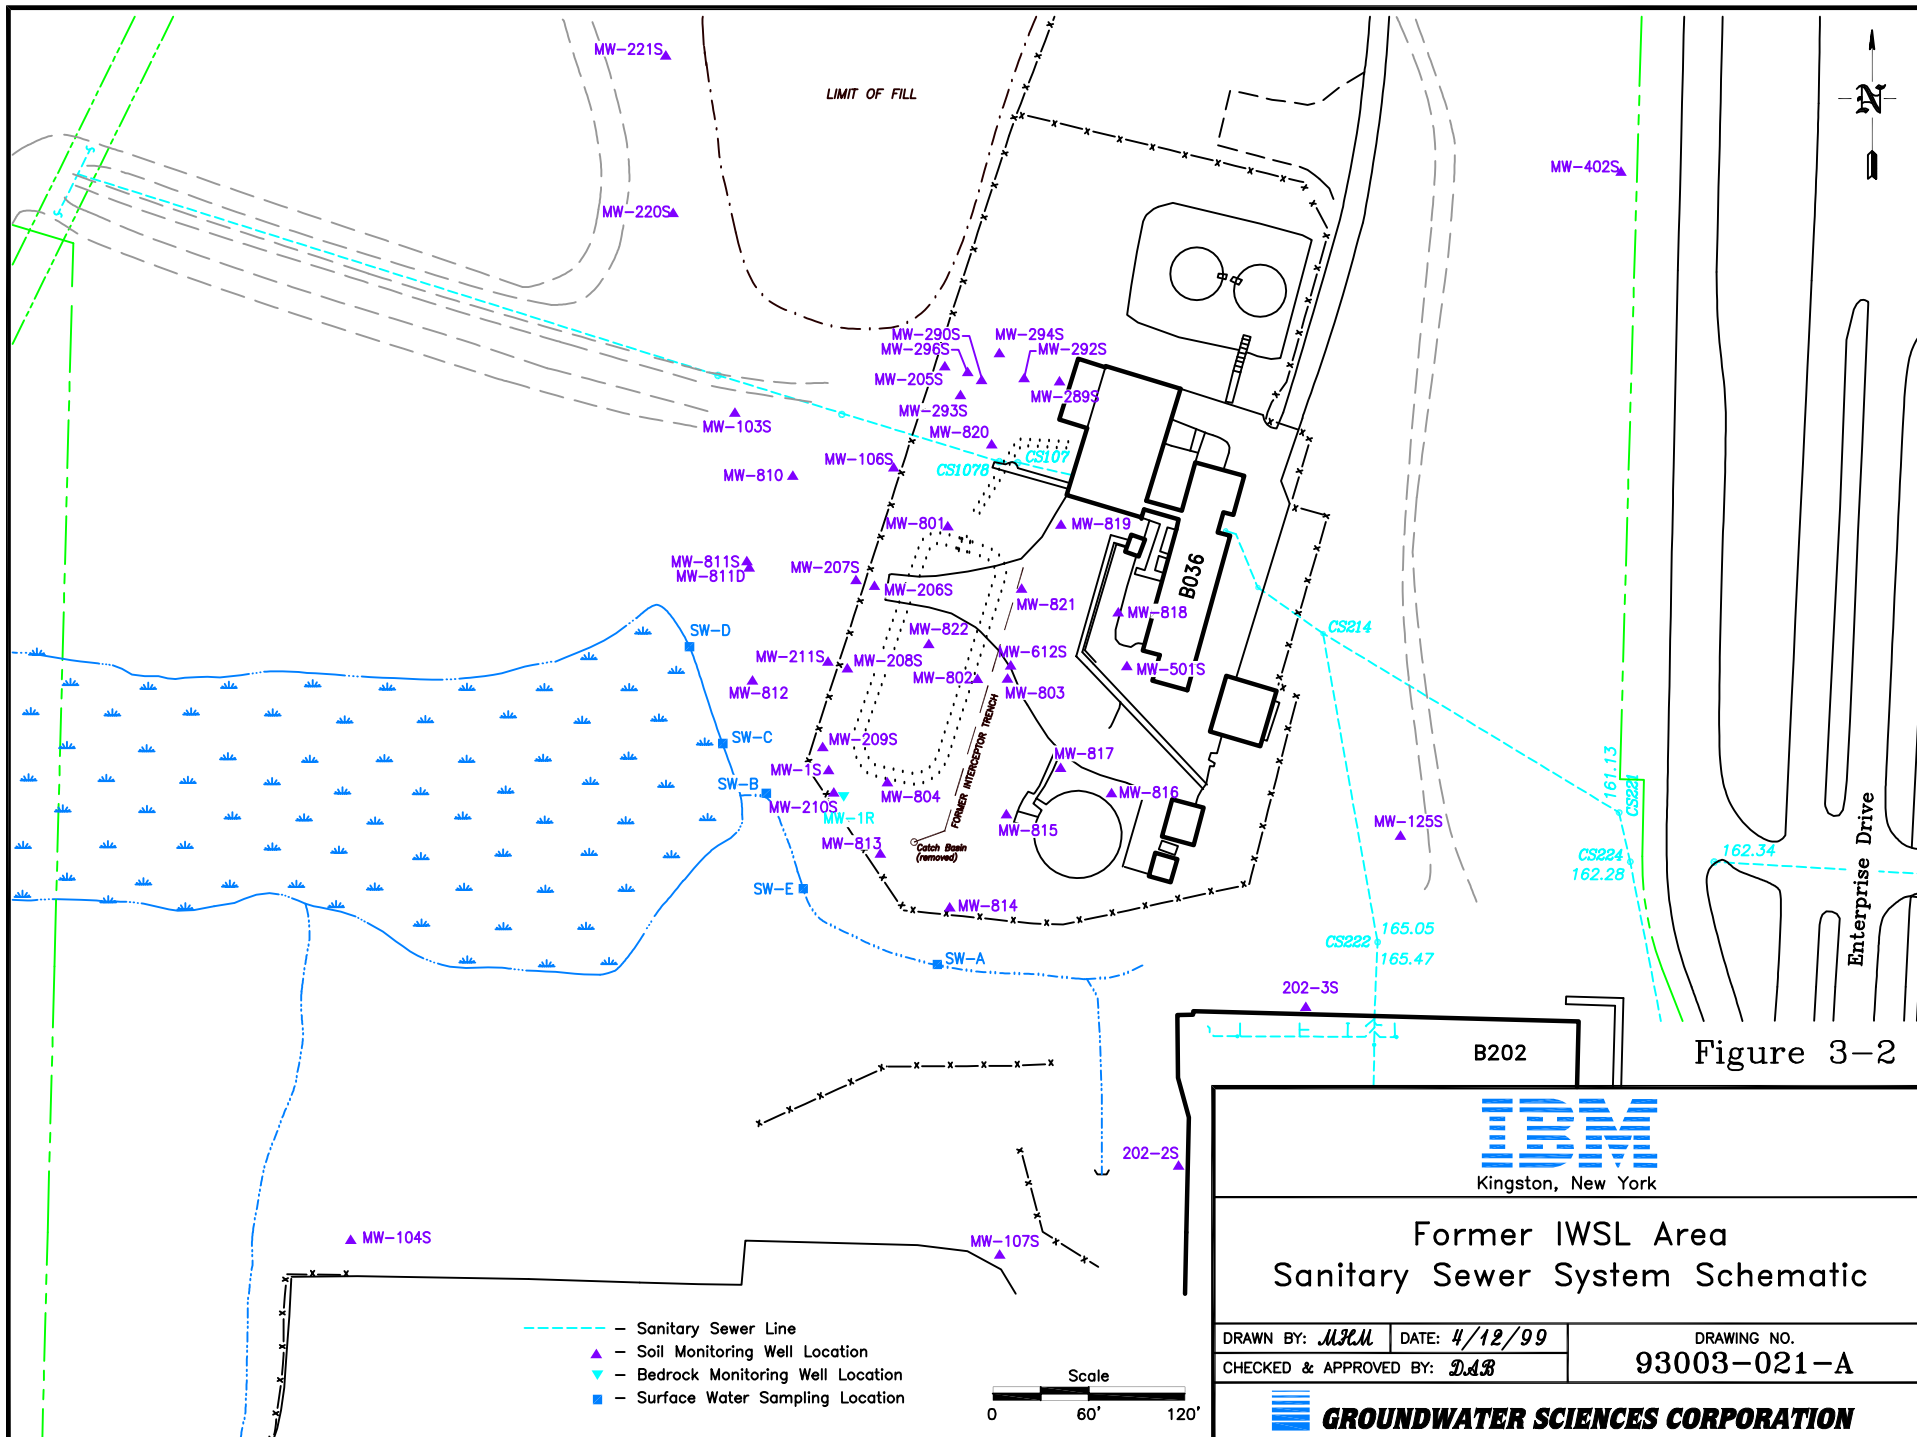 MW-221S
LIMIT OF FILL
N
MW-402S
MW-220S
MW-290S
MW-294S
MW-296S
MW-292S
MW-205S
MW-289S
MW-293S
MW-103S
MW-820
MW-106S
CS1078
CS107
MW-810
MW-801
MW-819
MW-811S
MW-811D
MW-207S
MW-206S
MW-821
B036
MW-818
SW-D
MW-822
CS214
MW-211S
MW-208S
MW-612S
MW-501S
MW-812
MW-802
MW-803
FORMER INTERCEPTOR TRENCH
SW-C
MW-209S
MW-817
MW-1S
SW-B
MW-210S
MW-804
MW-816
161.13
CS221
MW-1R
MW-815
MW-125S
MW-813
Catch Basin
(removed)
CS224
162.28
162.34
Enterprise Drive
SW-E
MW-814
165.05
CS222
165.47
SW-A
202-3S
B202
Figure 3-2
IBM
Kingston, New York
202-2S
MW-104S
MW-107S
Former IWSL Area
Sanitary Sewer System Schematic
— Sanitary Sewer Line
— Soil Monitoring Well Location
— Bedrock Monitoring Well Location
— Surface Water Sampling Location
Scale
0 60' 120'
DRAWN BY: MHM DATE: 4/12/99
CHECKED & APPROVED BY: DAB
DRAWING NO.
93003-021-A
GROUNDWATER SCIENCES CORPORATION